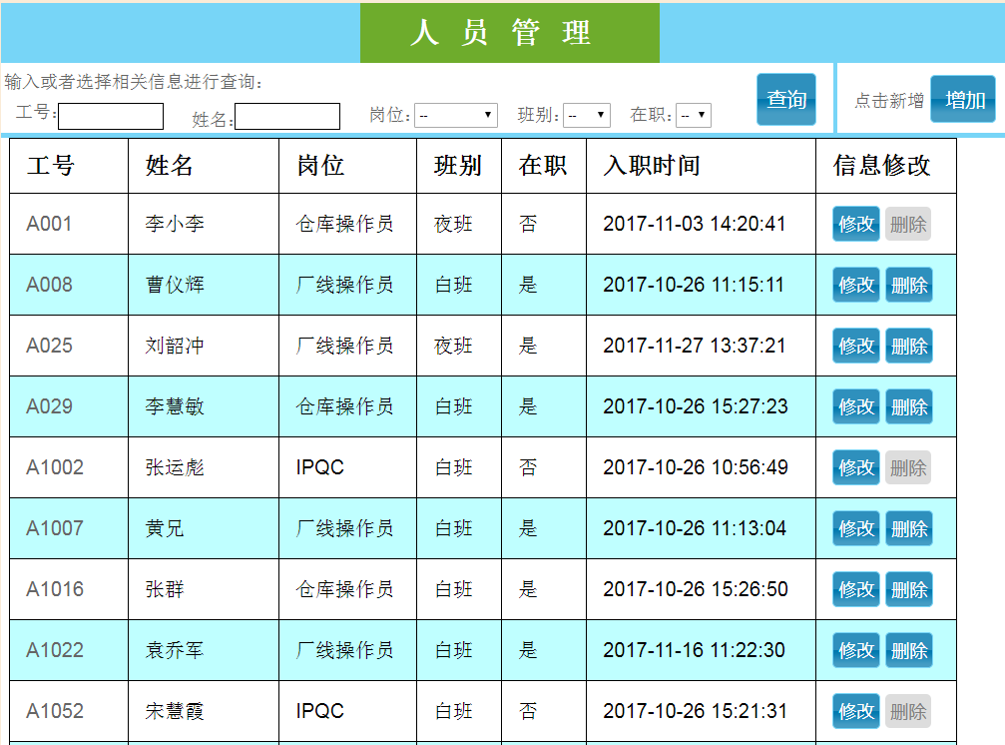 人 员 管 理
输入或者选择相关信息进行查询:
工号: 姓名: 岗位: -- 班别: -- 在职: -- 查询 点击新增 增加
工号 姓名 岗位 班别 在职 入职时间 信息修改
A001 李小李 仓库操作员 夜班 否 2017-11-03 14:20:41 修改 删除
A008 曹仪辉 厂线操作员 白班 是 2017-10-26 11:15:11 修改 删除
A025 刘韶冲 厂线操作员 夜班 是 2017-11-27 13:37:21 修改 删除
A029 李慧敏 仓库操作员 白班 是 2017-10-26 15:27:23 修改 删除
A1002 张运彪 IPQC 白班 否 2017-10-26 10:56:49 修改 删除
A1007 黄兄 厂线操作员 白班 是 2017-10-26 11:13:04 修改 删除
A1016 张群 仓库操作员 白班 是 2017-10-26 15:26:50 修改 删除
A1022 袁乔军 厂线操作员 白班 是 2017-11-16 11:22:30 修改 删除
A1052 宋慧霞 IPQC 白班 否 2017-10-26 15:21:31 修改 删除